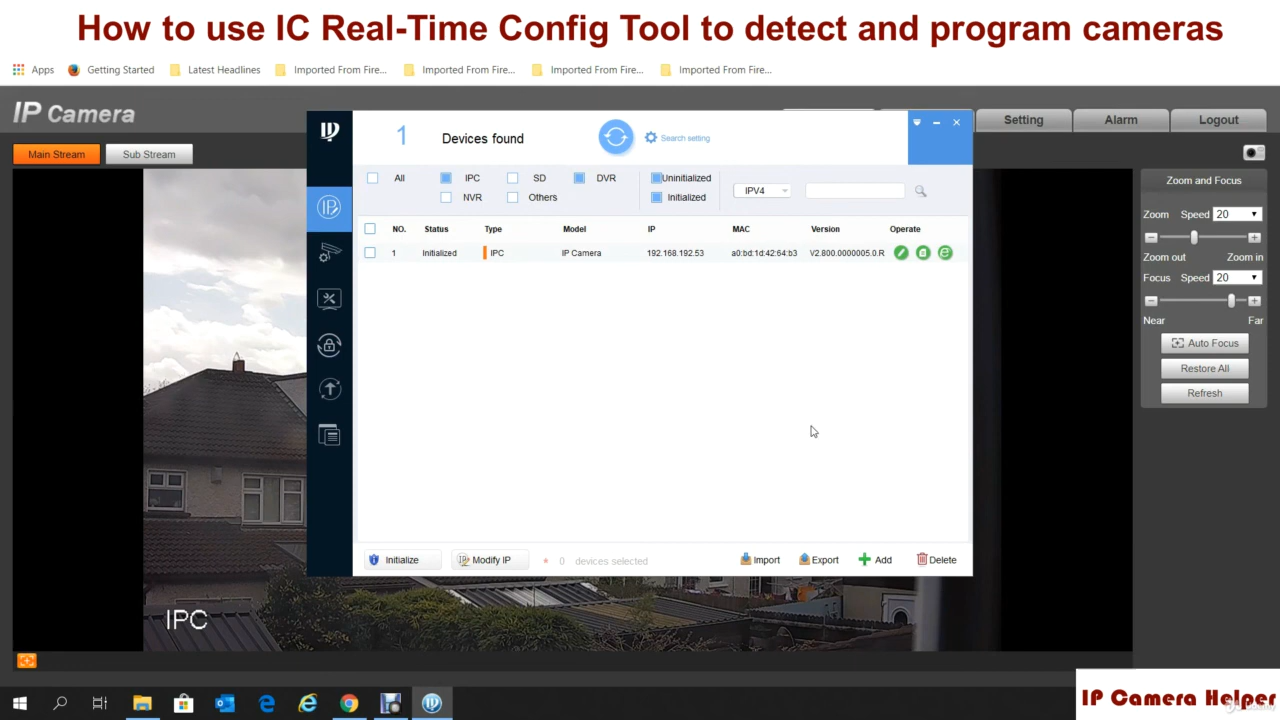 How to use IC Real-Time Config Tool to detect and program cameras
Apps Getting Started Latest Headlines Imported From Fire... Imported From Fire... Imported From Fire... Imported From Fire...
IP Camera
Setting Alarm Logout
Main Stream Sub Stream
1 Devices found Search setting
All IPC SD DVR Uninitialized
NVR Others Initialized
IPV4
NO. Status Type Model IP MAC Version Operate
1 Initialized IPC IP Camera 192.168.192.53 a0:bd:1d:42:64:b3 V2.800.0000005.0.R
Initialize Modify IP 0 devices selected Import Export Add Delete
Zoom and Focus
Zoom Speed 20
Zoom out Zoom in
Focus Speed 20
Near Far
Auto Focus
Restore All
Refresh
IPC
IP Camera Helper